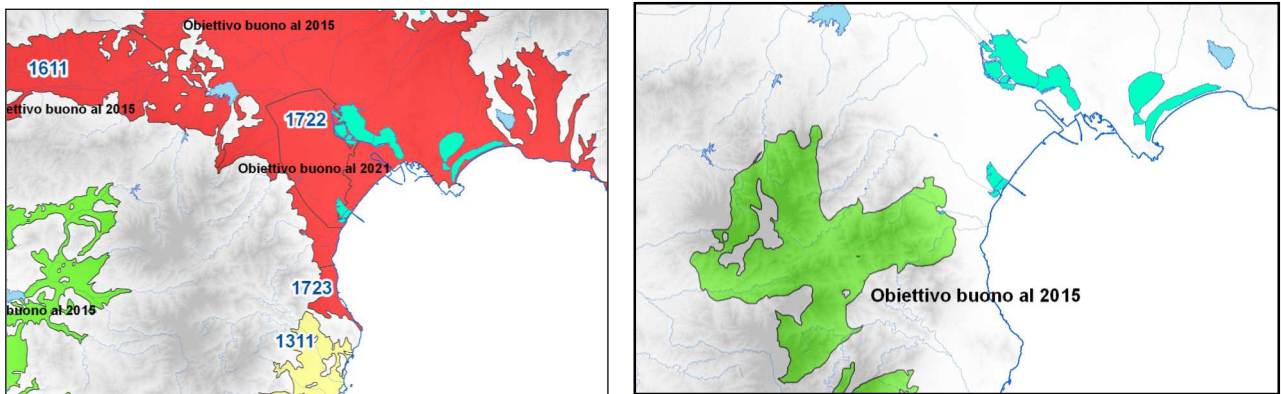 Obiettivo buono al 2015
1611
ettivo buono al 2015
1722
Obiettivo buono al 2021
1723
buono al 2015
1311
Obiettivo buono al 2015